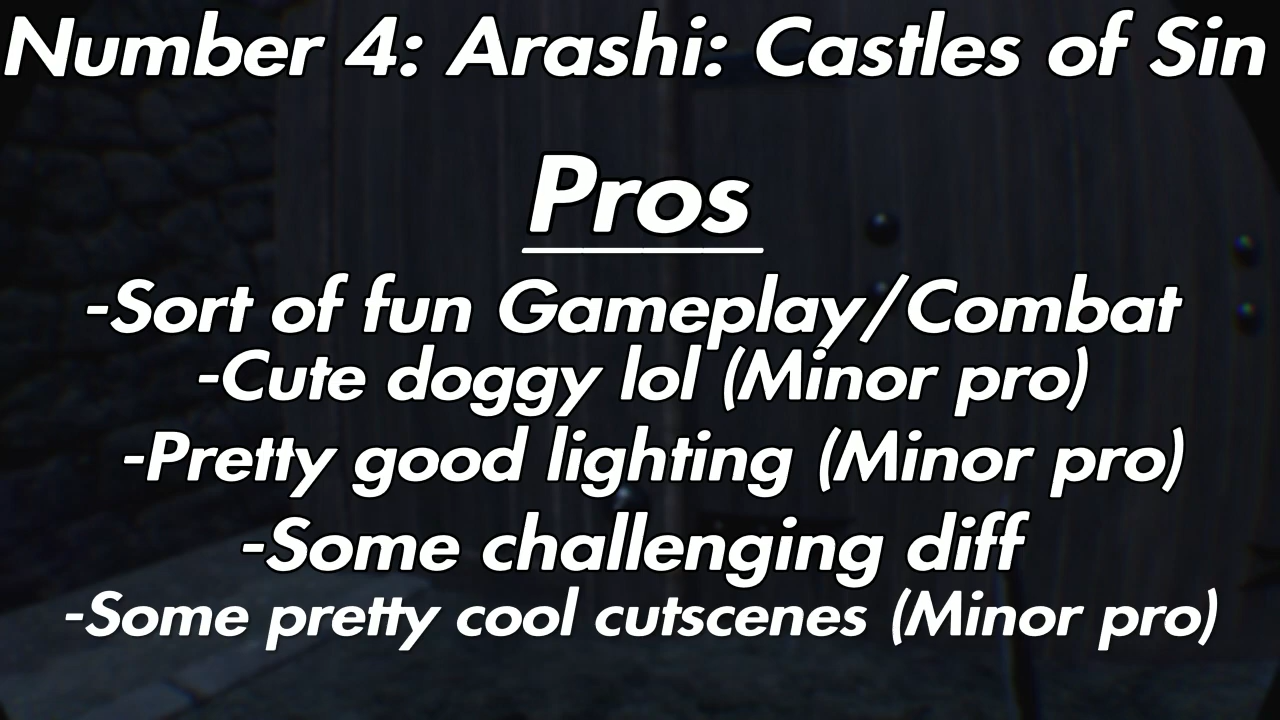 Number 4: Arashi: Castles of Sin
Pros
-Sort of fun Gameplay/Combat
-Cute doggy lol (Minor pro)
-Pretty good lighting (Minor pro)
-Some challenging diff
-Some pretty cool cutscenes (Minor pro)